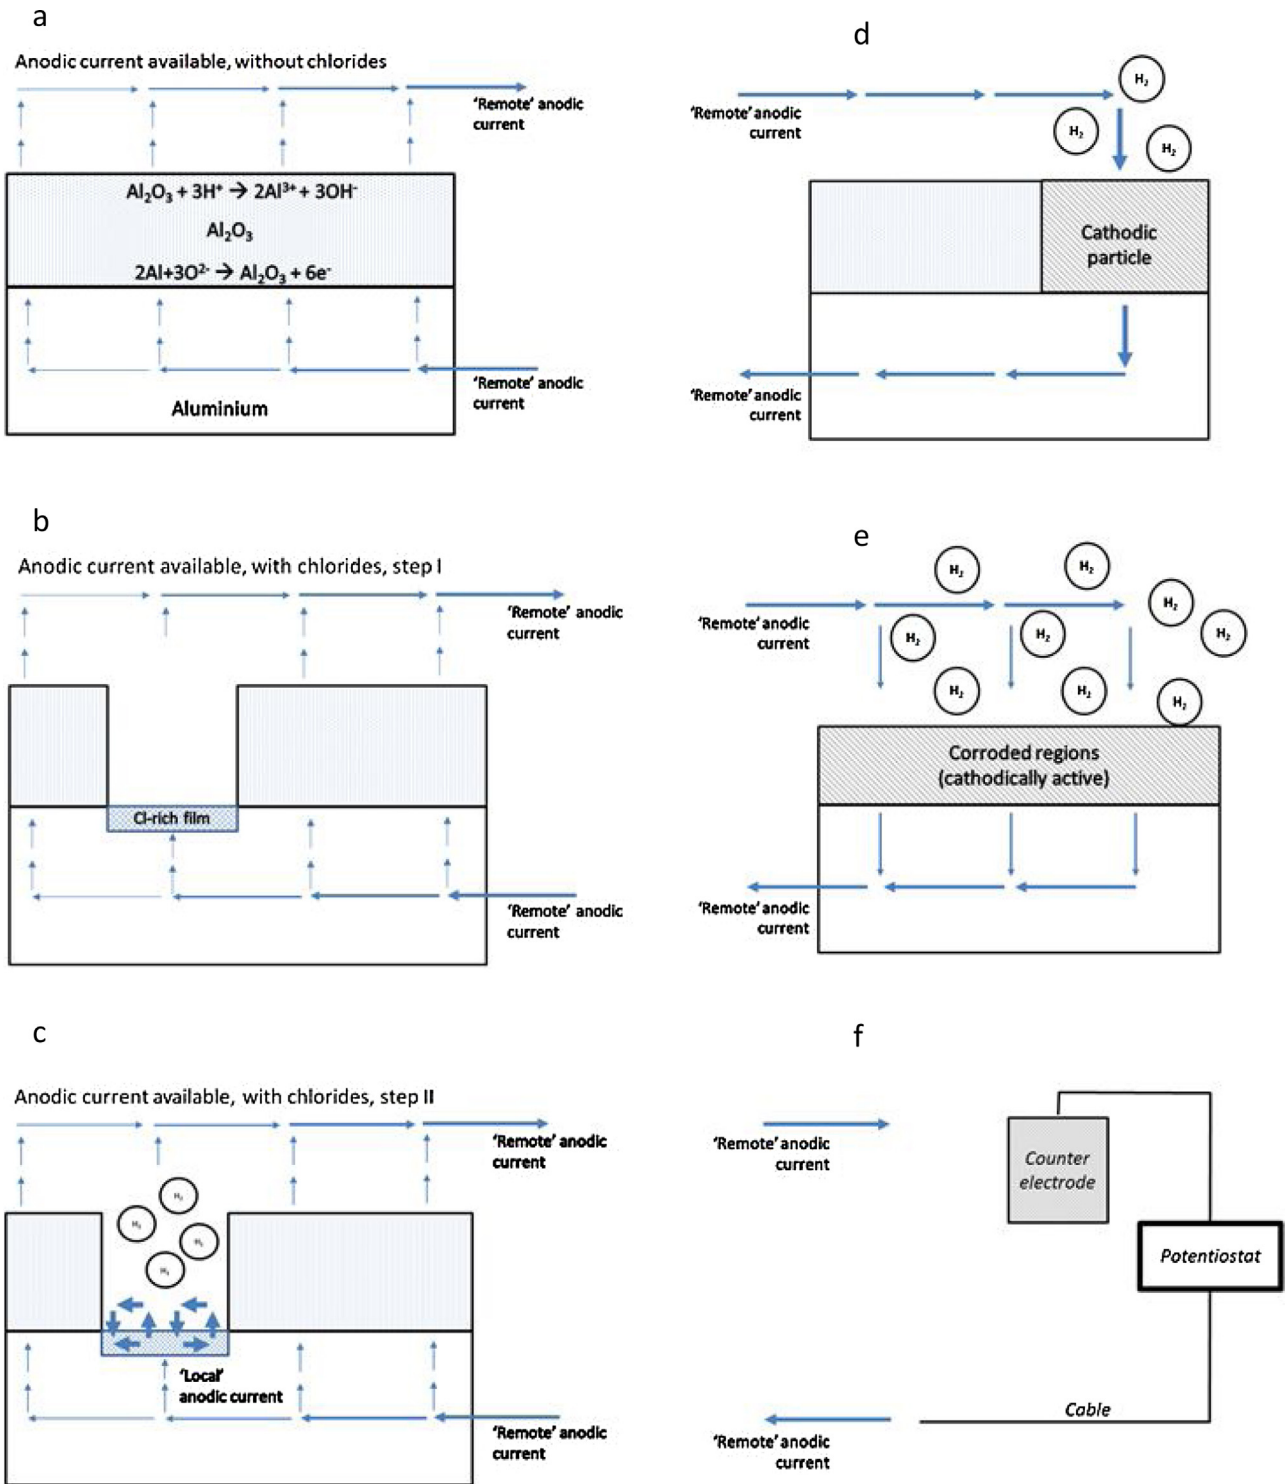 a
Anodic current available, without chlorides
'Remote' anodic
current
Al₂O₃ + 3H⁺ → 2Al³⁺ + 3OH⁻
Al₂O₃
2Al+3O²⁻ → Al₂O₃ + 6e⁻
'Remote' anodic
current
Aluminium
b
Anodic current available, with chlorides, step I
'Remote' anodic
current
Cl-rich film
'Remote' anodic
current
c
Anodic current available, with chlorides, step II
'Remote' anodic
current
H₂
H₂
H₂
H₂
'Local'
anodic current
'Remote' anodic
current
d
H₂
'Remote' anodic
current
H₂
H₂
Cathodic
particle
'Remote' anodic
current
e
H₂
H₂
H₂
'Remote' anodic
current
H₂
H₂
H₂
H₂
H₂
H₂
Corroded regions
(cathodically active)
'Remote' anodic
current
f
'Remote' anodic
current
Counter
electrode
Potentiostat
Cable
'Remote' anodic
current